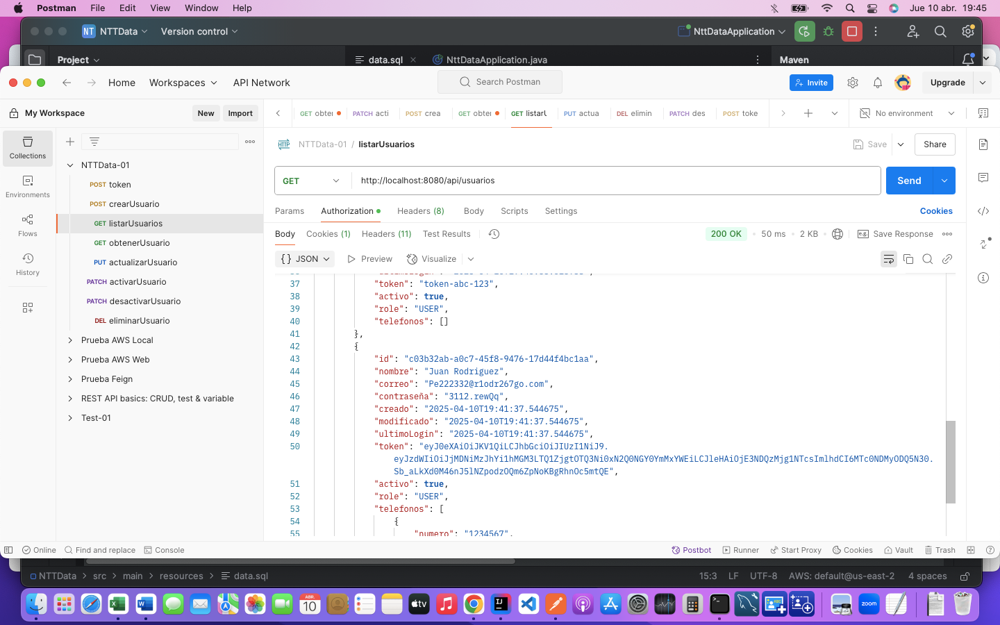 Postman File Edit View Window Help Jue 10 abr. 19:45
NT NTTData Version control NttDataApplication
Project data.sql NttDataApplication.java Maven
Home Workspaces API Network Search Postman Invite Upgrade
My Workspace New Import GET obter PATCH acti POST crea GET obter GET listarU PUT actua DEL elimin PATCH des POST toke No environment
Collections
Environments
Flows
History
NTTData-01
POST token
POST crearUsuario
GET listarUsuarios
GET obtenerUsuario
PUT actualizarUsuario
PATCH activarUsuario
PATCH desactivarUsuario
DEL eliminarUsuario
Prueba AWS Local
Prueba AWS Web
Prueba Feign
REST API basics: CRUD, test & variable
Test-01
HTTP NTTData-01 / listarUsuarios Save Share
GET http://localhost:8080/api/usuarios Send
Params Authorization Headers (8) Body Scripts Settings Cookies
Body Cookies (1) Headers (11) Test Results 200 OK 50 ms 2 KB Save Response
{ } JSON Preview Visualize
37 "token": "token-abc-123",
38 "activo": true,
39 "role": "USER",
40 "telefonos": []
41 },
42 {
43 "id": "c03b32ab-a0c7-45f8-9476-17d44f4bc1aa",
44 "nombre": "Juan Rodriguez",
45 "correo": "Pe222332@r1odr267go.com",
46 "contraseña": "3112.rewQq",
47 "creado": "2025-04-10T19:41:37.544675",
48 "modificado": "2025-04-10T19:41:37.544675",
49 "ultimoLogin": "2025-04-10T19:41:37.544675",
50 "token": "eyJ0eXAiOiJKV1QiLCJhbGciOiJIUzI1NiJ9.
eyJzdWIiOiJjMDNiMzJhYi1hMGM3LTQ1ZjgtOTQ3Ni0xN2Q0NGY0YmMxYWEiLCJleHAiOjE3NDQzMjg1NTcsImlhdCI6MTc0NDMyODQ5N30.
Sb_aLkXd0M46nJ5lNZpodzOQm6ZpNoKBgRhnOc5mtQE",
51 "activo": true,
52 "role": "USER",
53 "telefonos": [
54 {
55 "numero": "1234567",
Online Find and replace Console Postbot Runner Start Proxy Cookies Vault Trash
NTTData src main resources data.sql 15:3 LF UTF-8 AWS: default@us-east-2 4 spaces
ABR.
10
tv
zoom